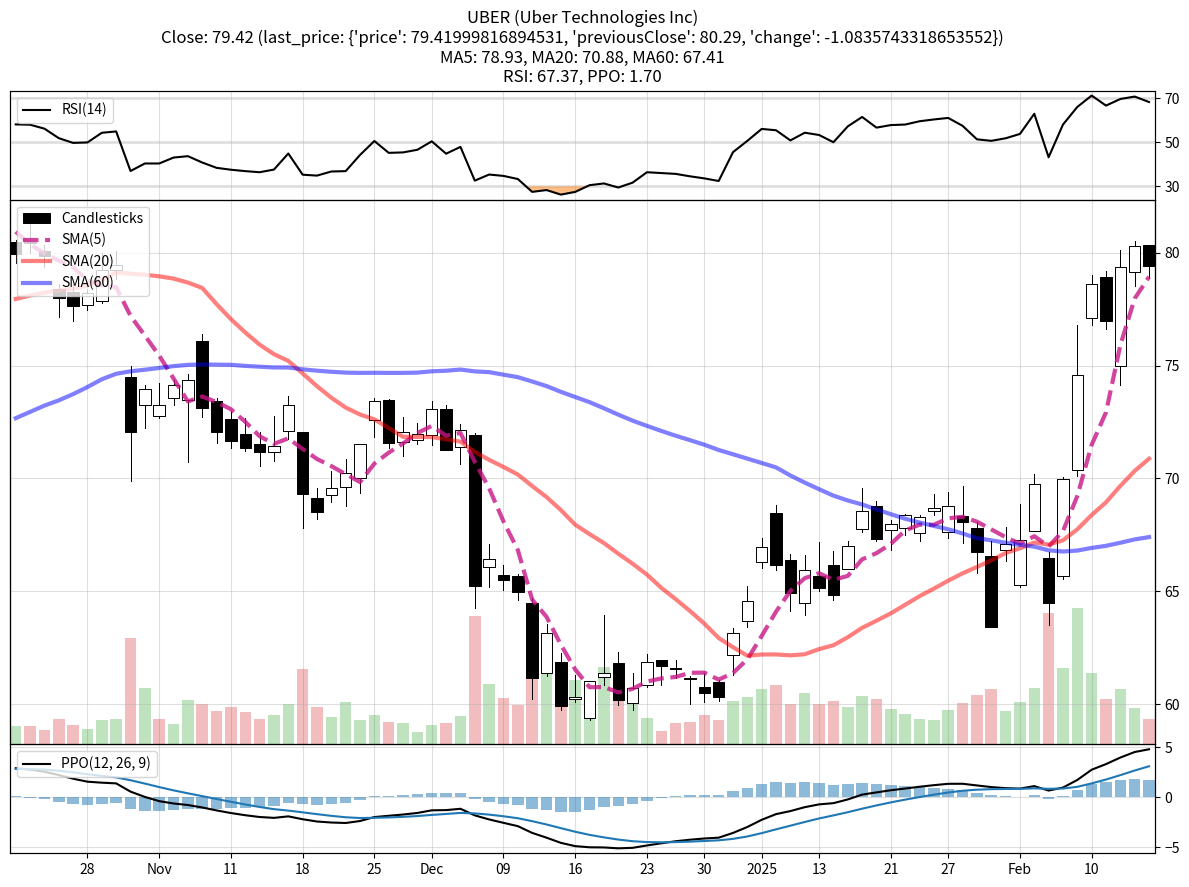 UBER (Uber Technologies Inc)
Close: 79.42 (last_price: {'price': 79.41999816894531, 'previousClose': 80.29, 'change': -1.0835743318653552})
MA5: 78.93, MA20: 70.88, MA60: 67.41
RSI: 67.37, PPO: 1.70
RSI(14)
70
50
30
Candlesticks
SMA(5)
SMA(20)
SMA(60)
80
75
70
65
60
PPO(12, 26, 9)
5
0
−5
28 Nov 11 18 25 Dec 09 16 23 30 2025 13 21 27 Feb 10